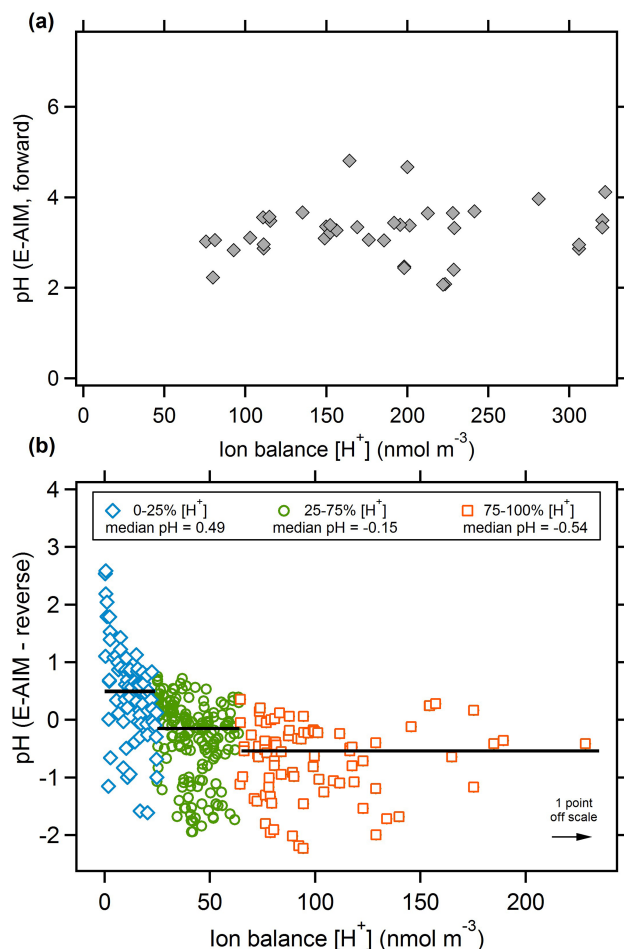 (a)
6
4
2
0
pH (E-AIM, forward)
0 50 100 150 200 250 300
Ion balance [H⁺] (nmol m⁻³)
(b)
4
3
2
1
0
-1
-2
pH (E-AIM - reverse)
0-25% [H⁺] 25-75% [H⁺] 75-100% [H⁺]
median pH = 0.49 median pH = -0.15 median pH = -0.54
1 point
off scale
0 50 100 150 200
Ion balance [H⁺] (nmol m⁻³)